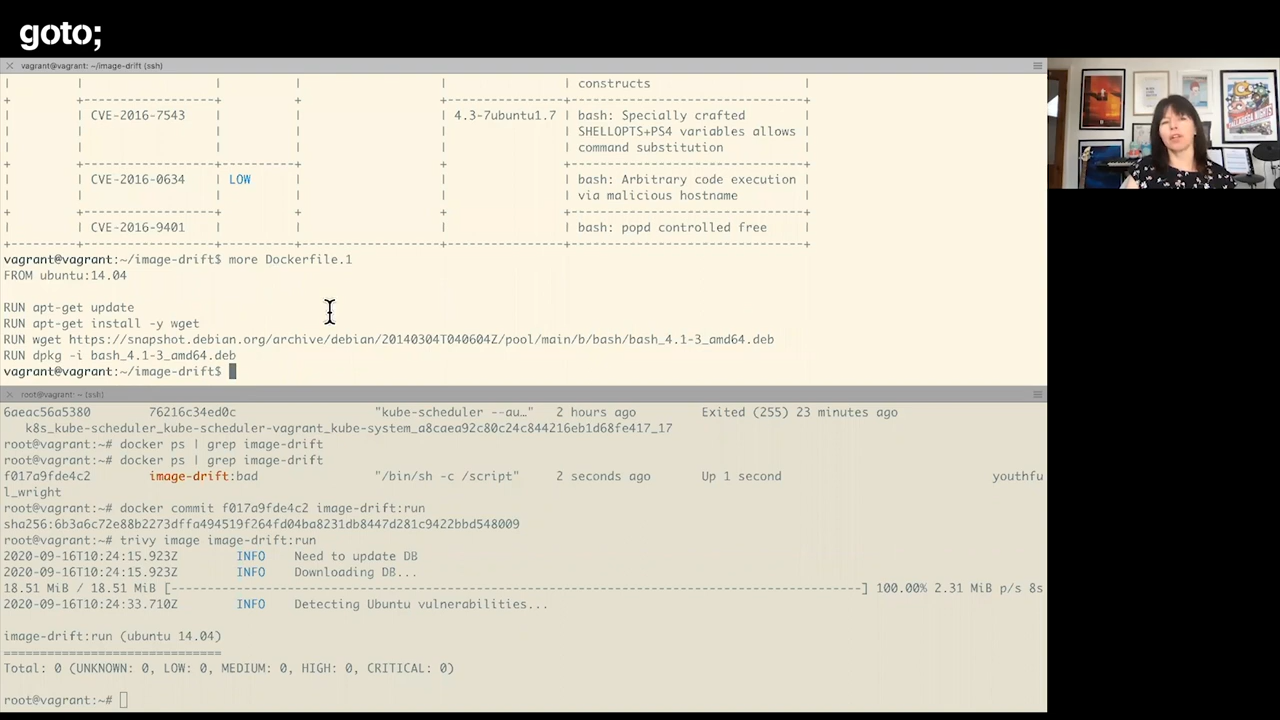 goto;
vagrant@vagrant: ~/image-drift (ssh)
| | | | | constructs |
+ +------------------+ + +---------------+-------------------------------+
| | CVE-2016-7543 | | | 4.3-7ubuntu1.7 | bash: Specially crafted |
| | | | | SHELLOPTS+PS4 variables allows |
| | | | | command substitution |
+ +------------------+----------+ + +-------------------------------+
| | CVE-2016-0634 | LOW | | | bash: Arbitrary code execution |
| | | | | via malicious hostname |
+ +------------------+ + + +-------------------------------+
| | CVE-2016-9401 | | | | bash: popd controlled free |
+---------+------------------+----------+-------------------+---------------+-------------------------------+
vagrant@vagrant:~/image-drift$ more Dockerfile.1
FROM ubuntu:14.04
RUN apt-get update
RUN apt-get install -y wget
RUN wget https://snapshot.debian.org/archive/debian/20140304T040604Z/pool/main/b/bash/bash_4.1-3_amd64.deb
RUN dpkg -i bash_4.1-3_amd64.deb
vagrant@vagrant:~/image-drift$
root@vagrant: ~ (ssh)
6aeac56a5380 76216c34ed0c "kube-scheduler --au…" 2 hours ago Exited (255) 23 minutes ago
k8s_kube-scheduler_kube-scheduler-vagrant_kube-system_a8caea92c80c24c844216eb1d68fe417_17
root@vagrant:~# docker ps | grep image-drift
root@vagrant:~# docker ps | grep image-drift
f017a9fde4c2 image-drift:bad "/bin/sh -c /script" 2 seconds ago Up 1 second youthfu
l_wright
root@vagrant:~# docker commit f017a9fde4c2 image-drift:run
sha256:6b3a6c72e88b2273dffa494519f264fd04ba8231db8447d281c9422bbd548009
root@vagrant:~# trivy image image-drift:run
2020-09-16T10:24:15.923Z INFO Need to update DB
2020-09-16T10:24:15.923Z INFO Downloading DB...
18.51 MiB / 18.51 MiB [---------------------------------------------------------------------------------------] 100.00% 2.31 MiB p/s 8s
2020-09-16T10:24:33.710Z INFO Detecting Ubuntu vulnerabilities...
image-drift:run (ubuntu 14.04)
==============================
Total: 0 (UNKNOWN: 0, LOW: 0, MEDIUM: 0, HIGH: 0, CRITICAL: 0)
root@vagrant:~#